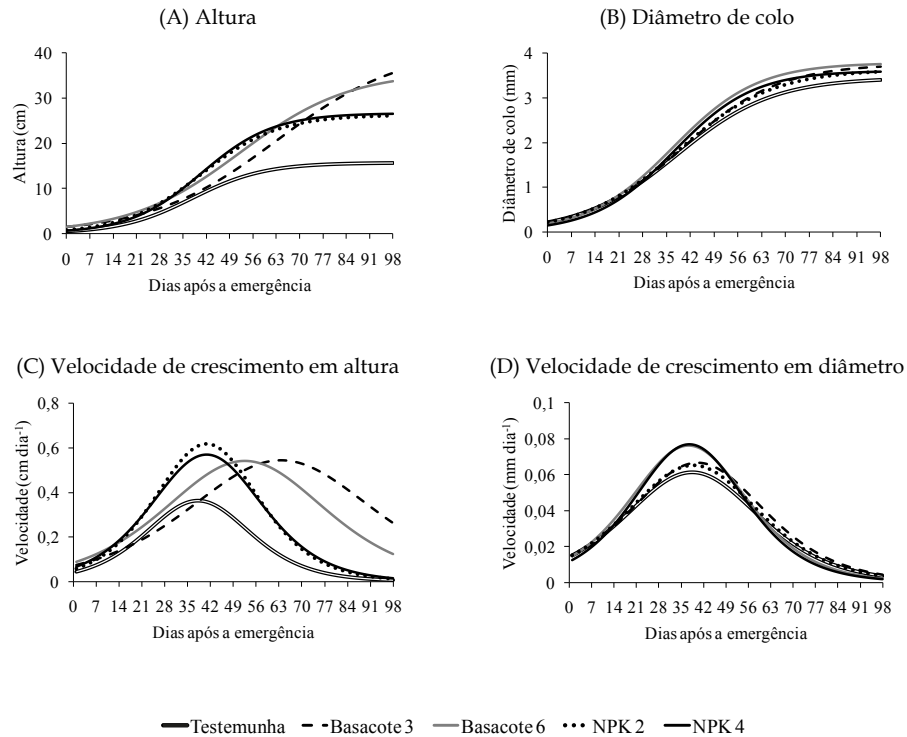 (A) Altura
40
30
20
10
0
Altura (cm)
0 7 14 21 28 35 42 49 56 63 70 77 84 91 98
Dias após a emergência
(B) Diâmetro de colo
4
3
2
1
0
Diâmetro de colo (mm)
0 7 14 21 28 35 42 49 56 63 70 77 84 91 98
Dias após a emergência
(C) Velocidade de crescimento em altura
0,8
0,6
0,4
0,2
0
Velocidade (cm dia⁻¹)
0 7 14 21 28 35 42 49 56 63 70 77 84 91 98
Dias após a emergência
(D) Velocidade de crescimento em diâmetro
0,1
0,08
0,06
0,04
0,02
0
Velocidade (mm dia⁻¹)
0 7 14 21 28 35 42 49 56 63 70 77 84 91 98
Dias após a emergência
Testemunha Basacote 3 Basacote 6 NPK 2 NPK 4